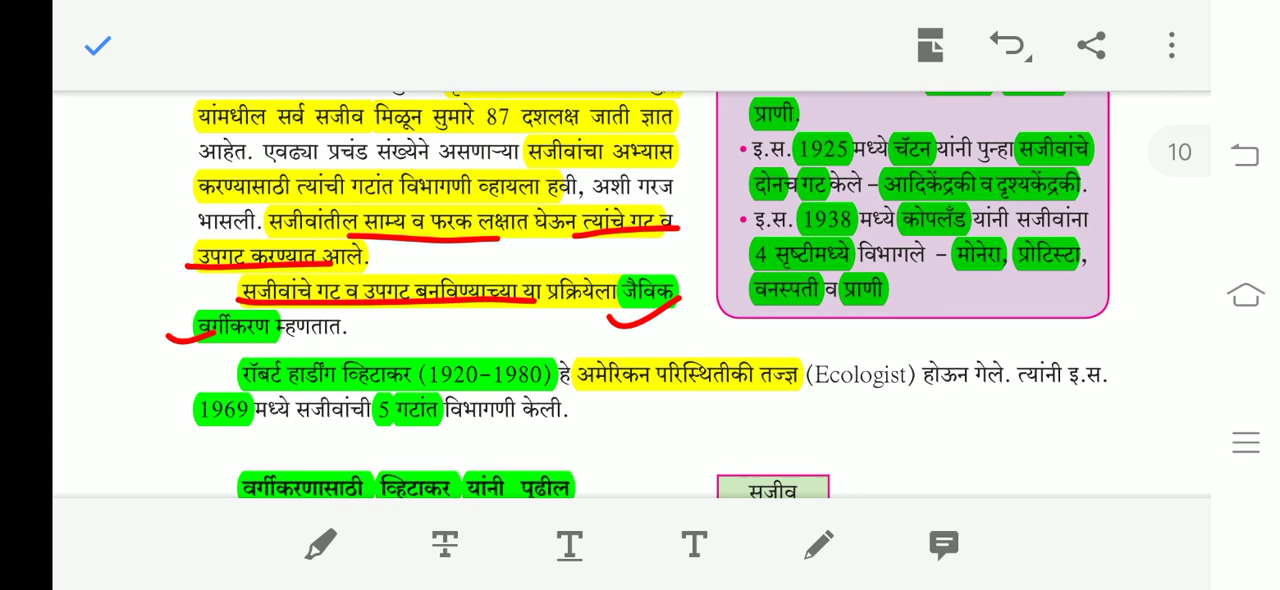 यांमधील सर्व सजीव मिळून सुमारे 87 दशलक्ष जाती ज्ञात
आहेत. एवढ्या प्रचंड संख्येने असणाऱ्या सजीवांचा अभ्यास
करण्यासाठी त्यांची गटांत विभागणी व्हायला हवी, अशी गरज
भासली. सजीवांतील साम्य व फरक लक्षात घेऊन त्यांचे गट व
उपगट करण्यात आले.
सजीवांचे गट व उपगट बनविण्याच्या या प्रक्रियेला जैविक
वर्गीकरण म्हणतात.
प्राणी.
• इ.स. 1925 मध्ये चॅटन यांनी पुन्हा सजीवांचे
दोनच गट केले – आदिकेंद्रकी व दृश्यकेंद्रकी.
• इ.स. 1938 मध्ये कोपलँड यांनी सजीवांना
4 सृष्टीमध्ये विभागले – मोनेरा, प्रोटिस्टा,
वनस्पती व प्राणी
10
रॉबर्ट हार्डींग व्हिटाकर (1920-1980) हे अमेरिकन परिस्थितीकी तज्ज्ञ (Ecologist) होऊन गेले. त्यांनी इ.स.
1969 मध्ये सजीवांची 5 गटांत विभागणी केली.
वर्गीकरणासाठी व्हिटाकर यांनी पुढील
सजीव